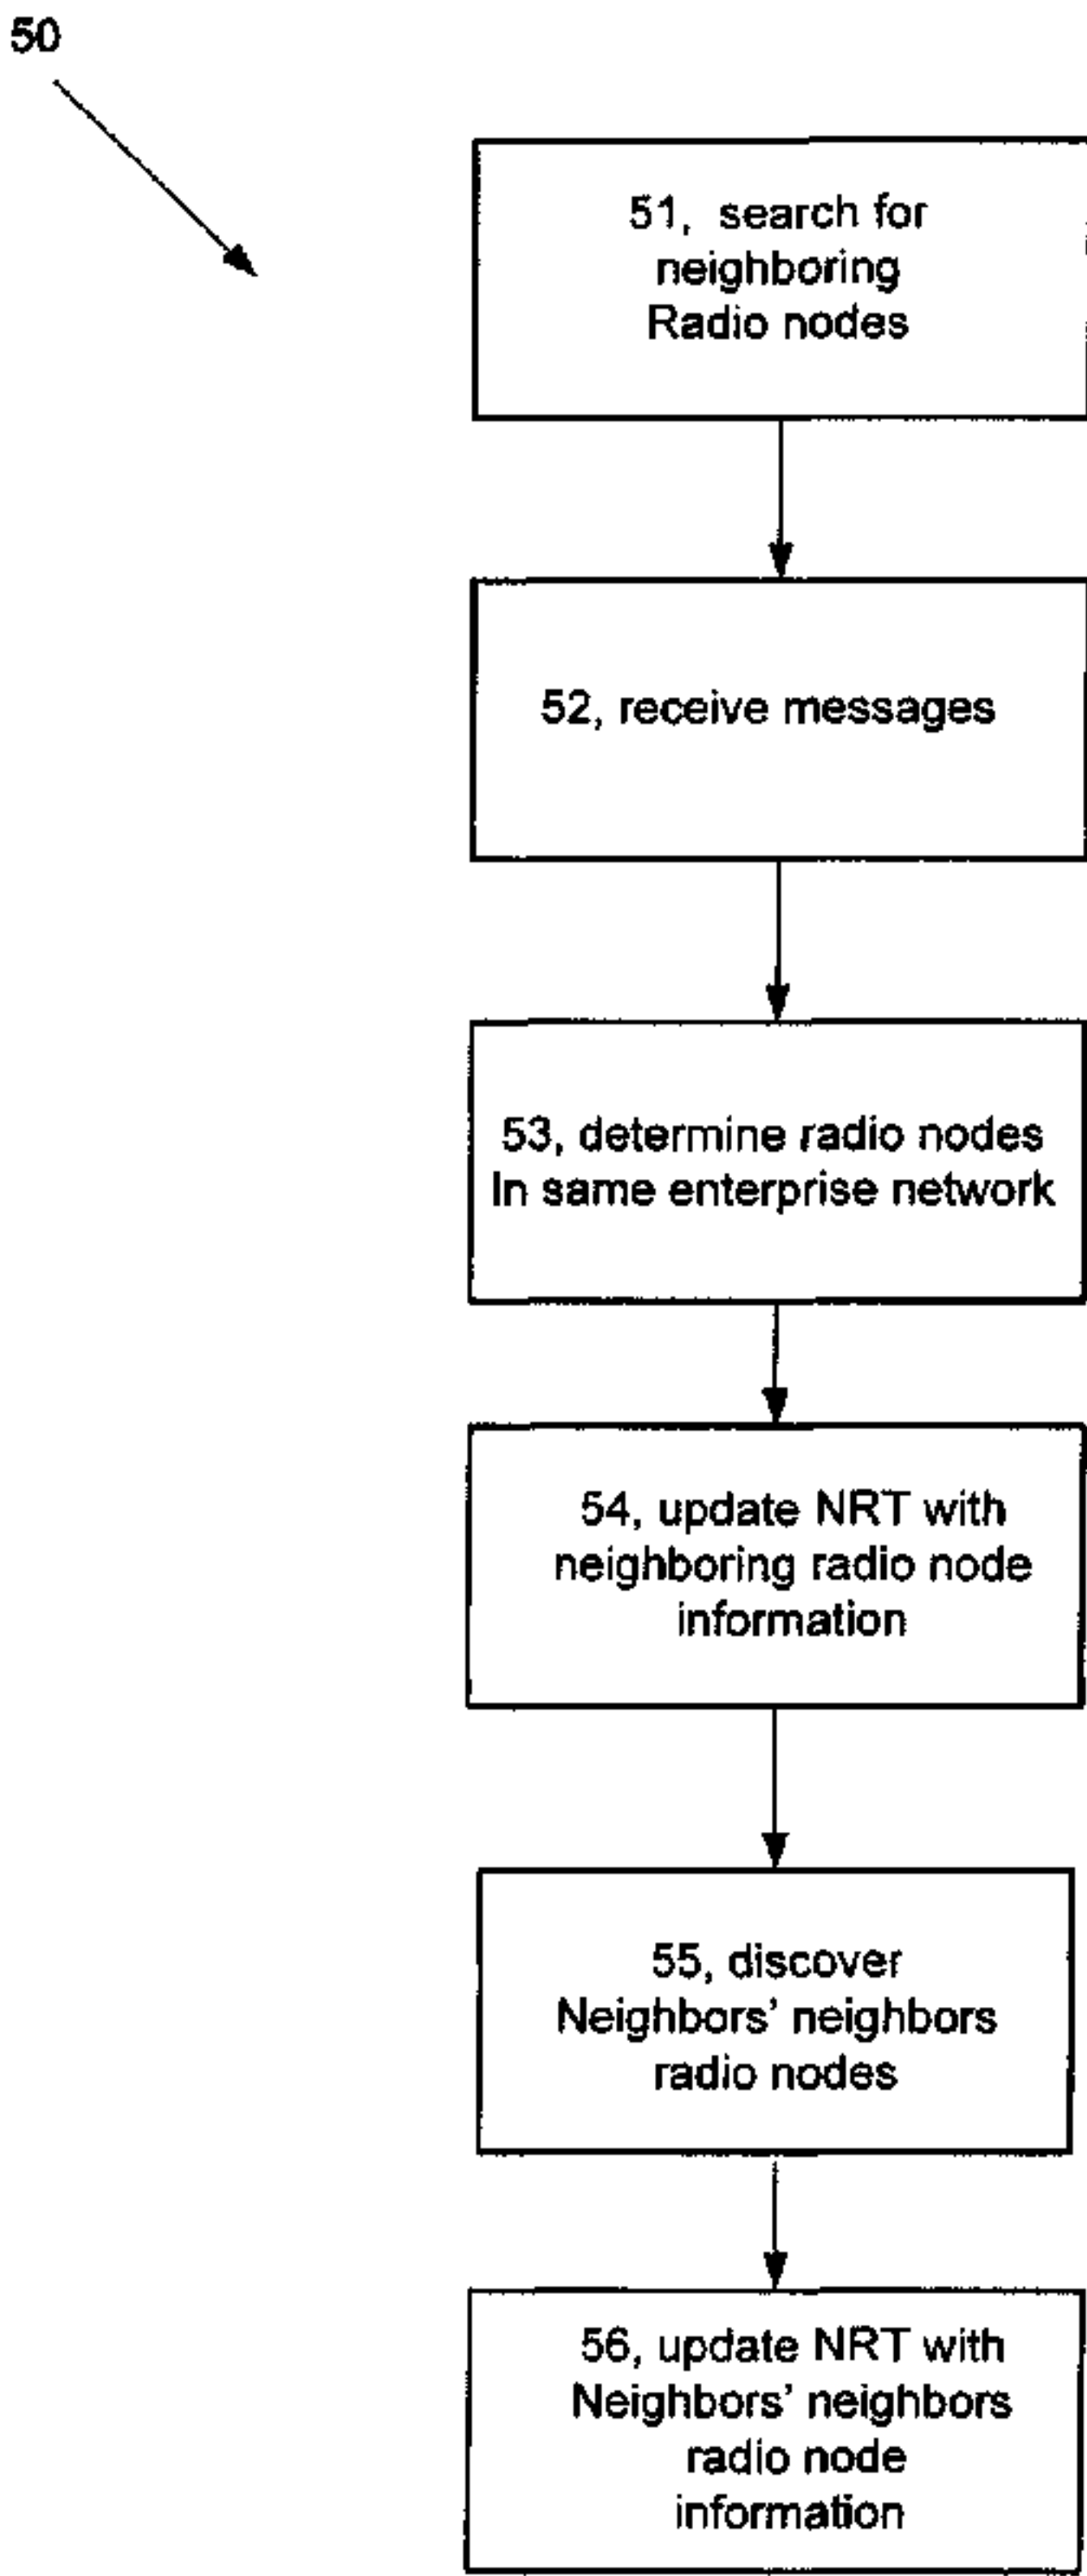 50
51, search for
neighboring
Radio nodes
52, receive messages
53, determine radio nodes
In same enterprise network
54, update NRT with
neighboring radio node
information
55, discover
Neighbors' neighbors
radio nodes
56, update NRT with
Neighbors' neighbors
radio node
information